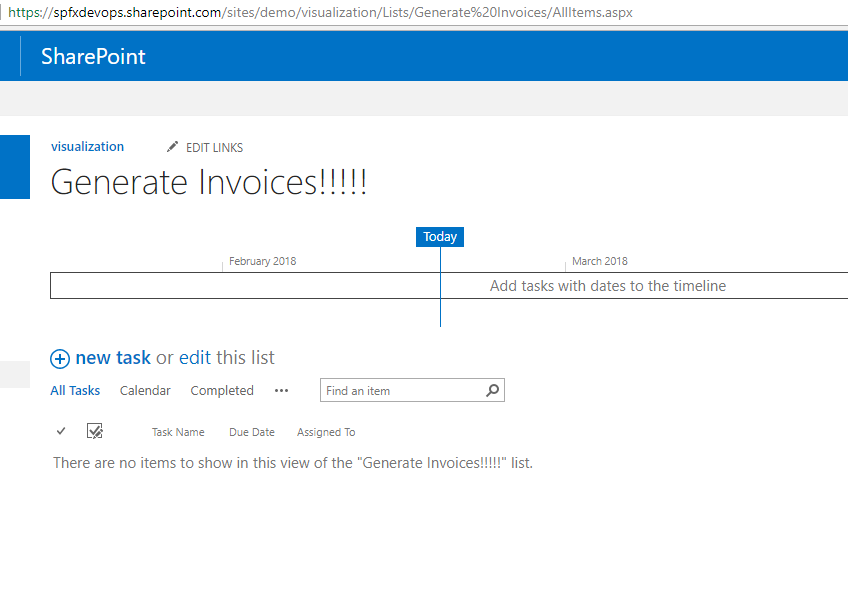 https://spfxdevops.sharepoint.com/sites/demo/visualization/Lists/Generate%20Invoices/AllItems.aspx
SharePoint
visualization EDIT LINKS
Generate Invoices!!!!!
Today
February 2018 March 2018
Add tasks with dates to the timeline
new task or edit this list
All Tasks Calendar Completed ••• Find an item
Task Name Due Date Assigned To
There are no items to show in this view of the "Generate Invoices!!!!!" list.